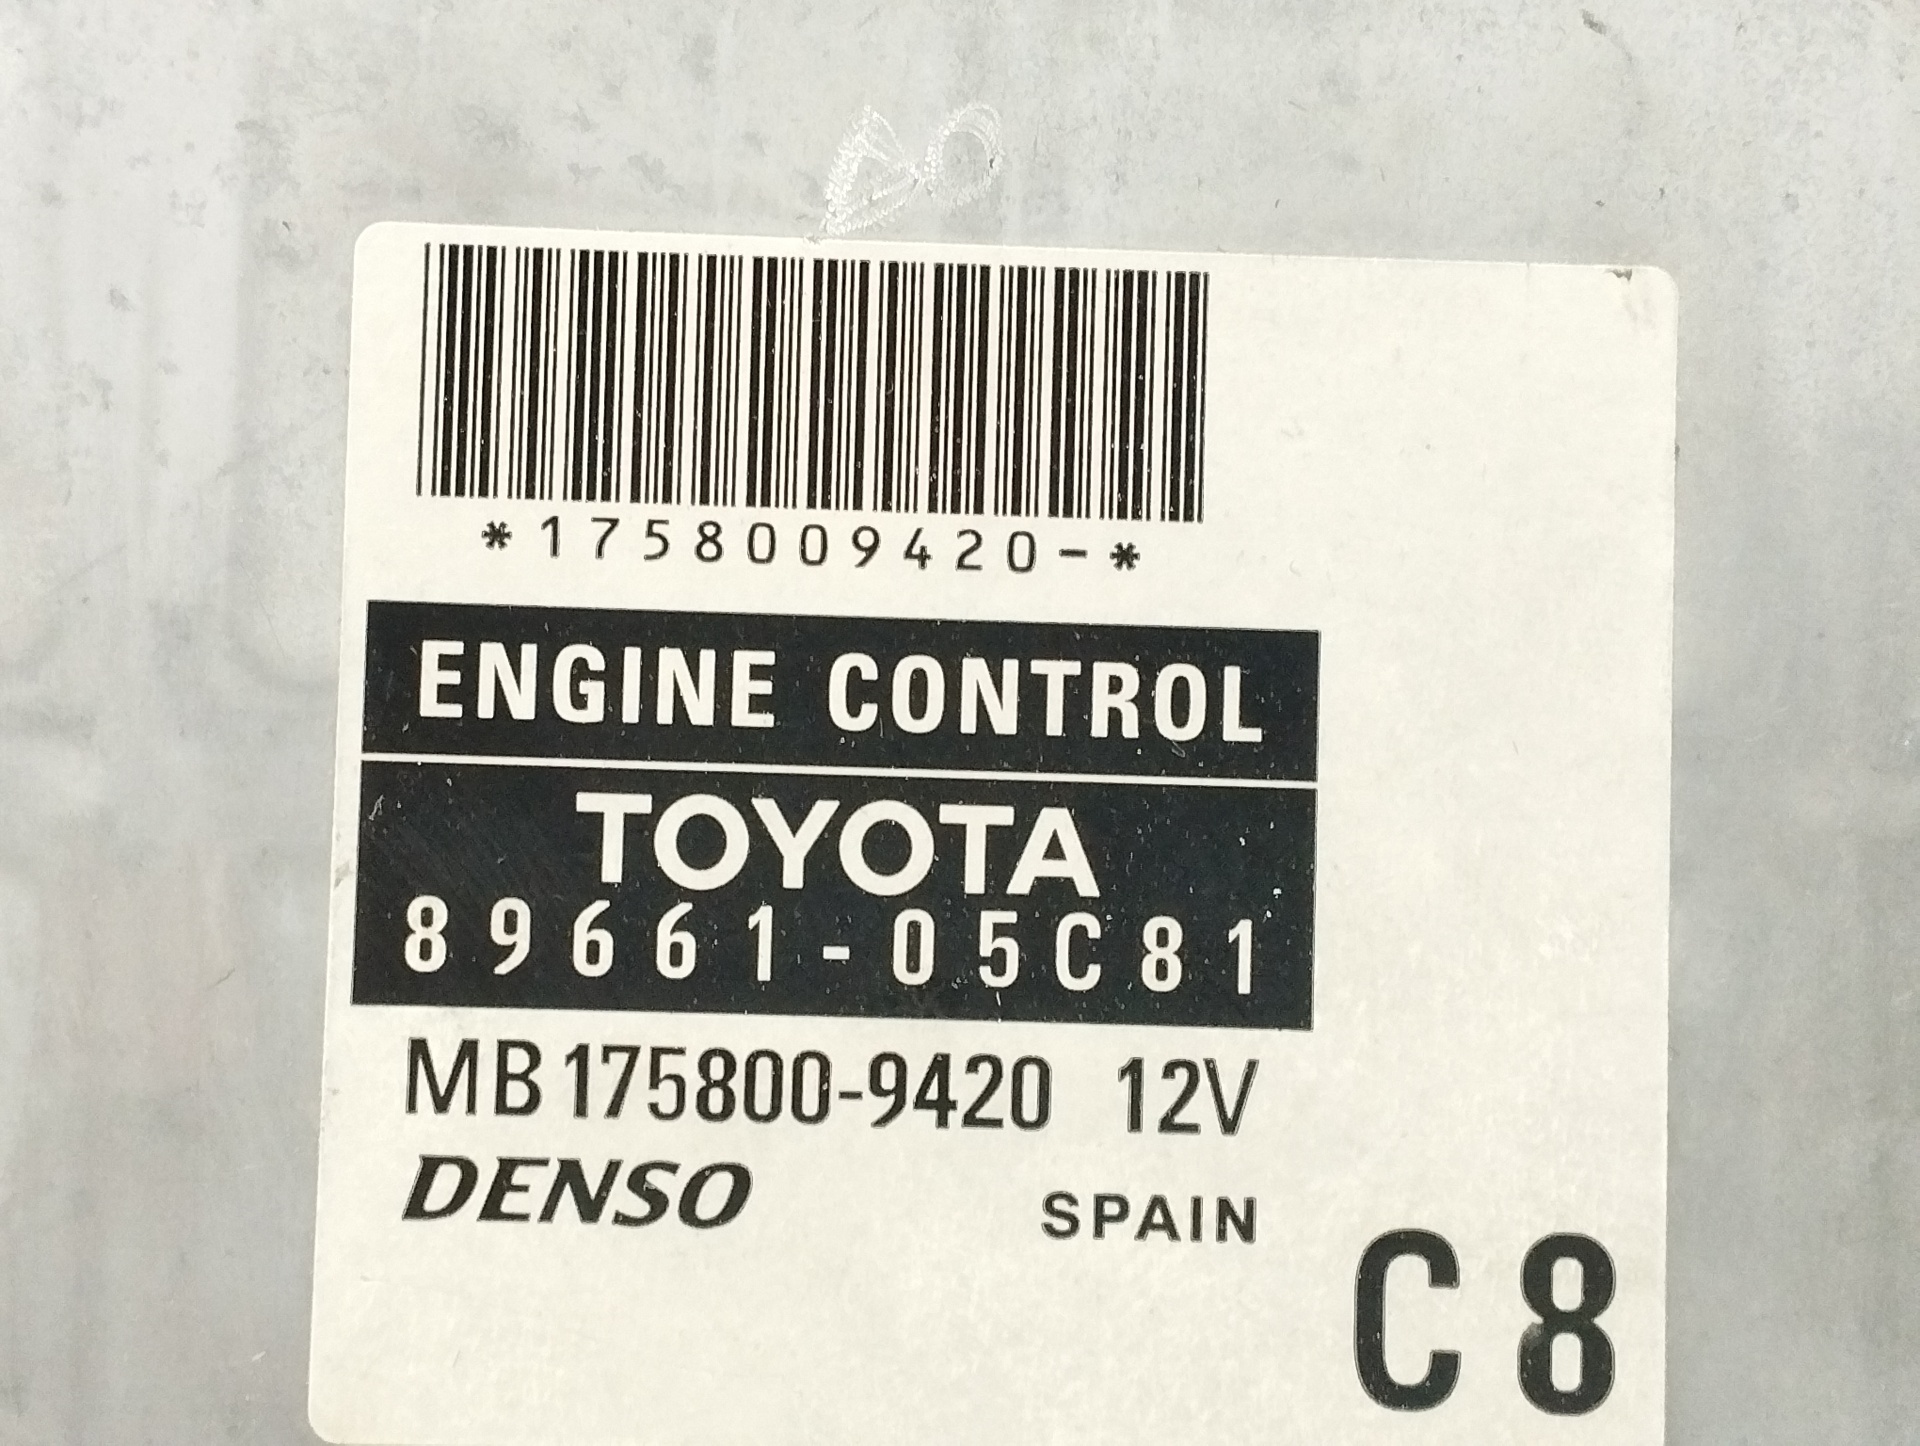 *1758009420-*
ENGINE CONTROL
TOYOTA
89661-05C81
MB175800-9420 12V
DENSO SPAIN
C8